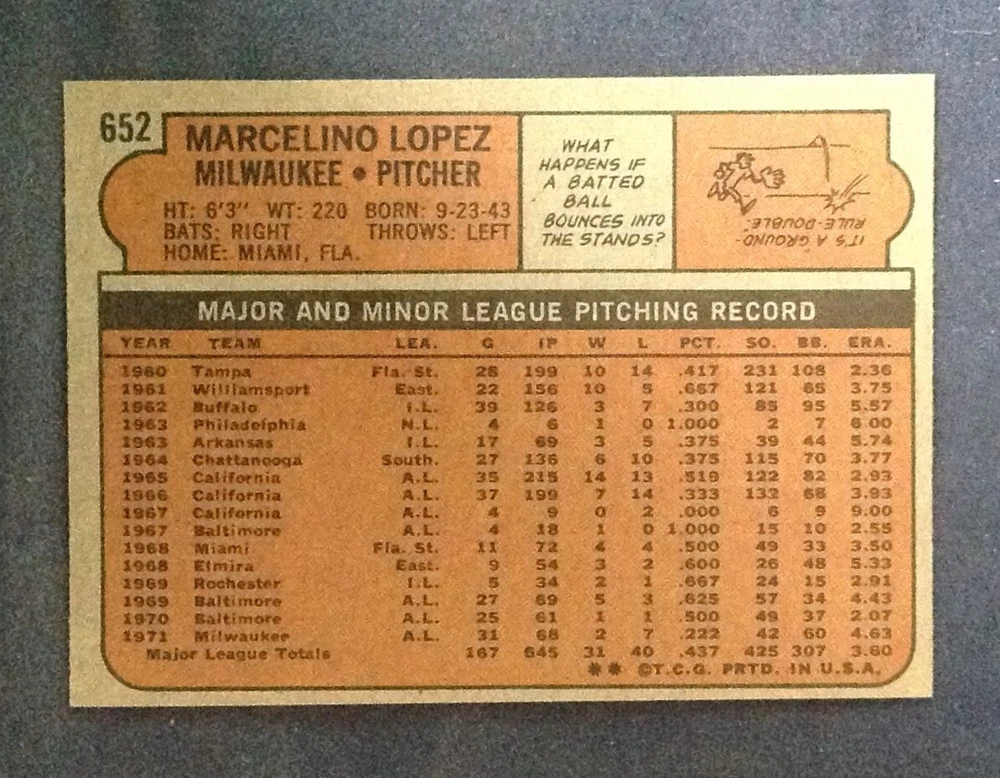 652
MARCELINO LOPEZ
MILWAUKEE • PITCHER
HT: 6'3" WT: 220 BORN: 9-23-43
BATS: RIGHT THROWS: LEFT
HOME: MIAMI, FLA.
WHAT
HAPPENS IF
A BATTED
BALL
BOUNCES INTO
THE STANDS?
IT'S A GROUND-
RULE-DOUBLE.
MAJOR AND MINOR LEAGUE PITCHING RECORD
YEAR TEAM LEA. G IP W L PCT. SO. BB. ERA.
1960 Tampa Fla. St. 28 199 10 14 .417 231 108 2.36
1961 Williamsport East. 22 156 10 5 .667 121 65 3.75
1962 Buffalo I.L. 39 126 3 7 .300 85 95 5.57
1963 Philadelphia N.L. 4 6 1 0 1.000 2 7 6.00
1963 Arkansas I.L. 17 69 3 5 .375 39 44 5.74
1964 Chattanooga South. 27 136 6 10 .375 115 70 3.77
1965 California A.L. 35 215 14 13 .519 122 82 2.93
1966 California A.L. 37 199 7 14 .333 132 68 3.93
1967 California A.L. 4 9 0 2 .000 6 9 9.00
1967 Baltimore A.L. 4 18 1 0 1.000 15 10 2.55
1968 Miami Fla. St. 11 72 4 4 .500 49 33 3.50
1968 Elmira East. 9 54 3 2 .600 26 48 5.33
1969 Rochester I.L. 5 34 2 1 .667 24 15 2.91
1969 Baltimore A.L. 27 69 5 3 .625 57 34 4.43
1970 Baltimore A.L. 25 61 1 1 .500 49 37 2.07
1971 Milwaukee A.L. 31 68 2 7 .222 42 60 4.63
Major League Totals 167 645 31 40 .437 425 307 3.60
** ©T.C.G. PRTD. IN U.S.A.